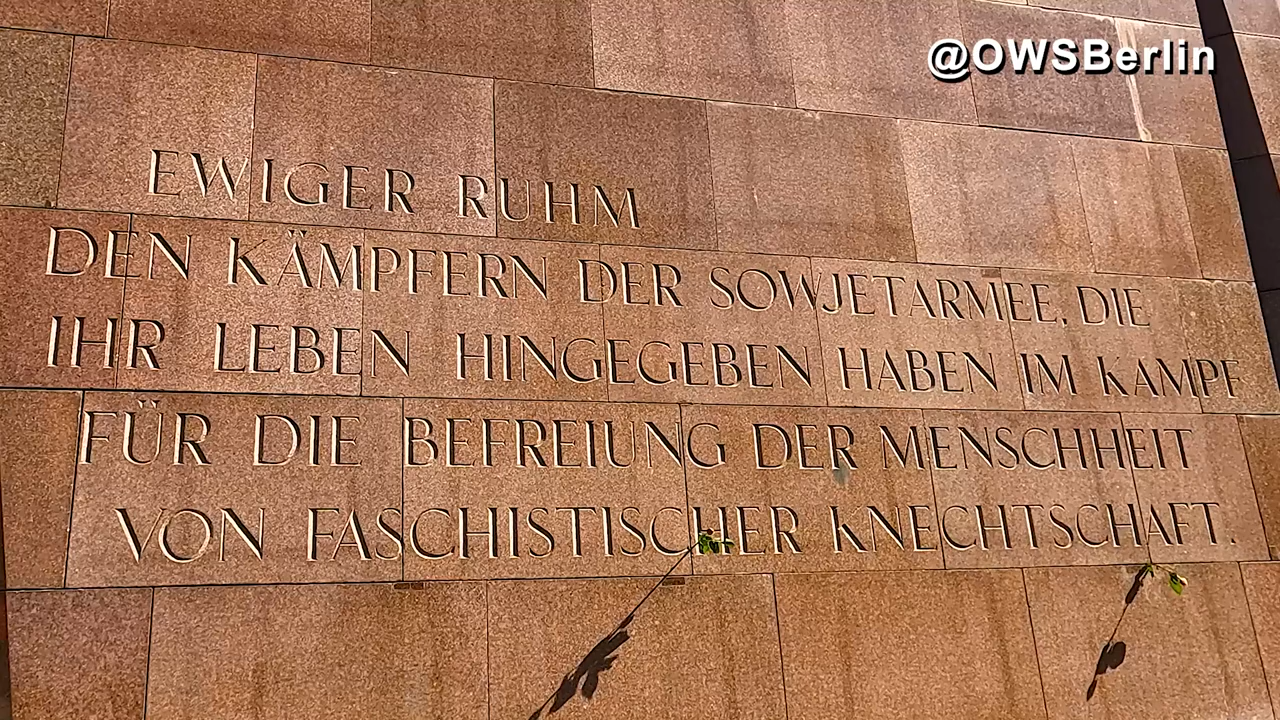 @OWSBerlin
EWIGER RUHM
DEN KÄMPFERN DER SOWJETARMEE, DIE
IHR LEBEN HINGEGEBEN HABEN IM KAMPF
FÜR DIE BEFREIUNG DER MENSCHHEIT
VON FASCHISTISCHER KNECHTSCHAFT.